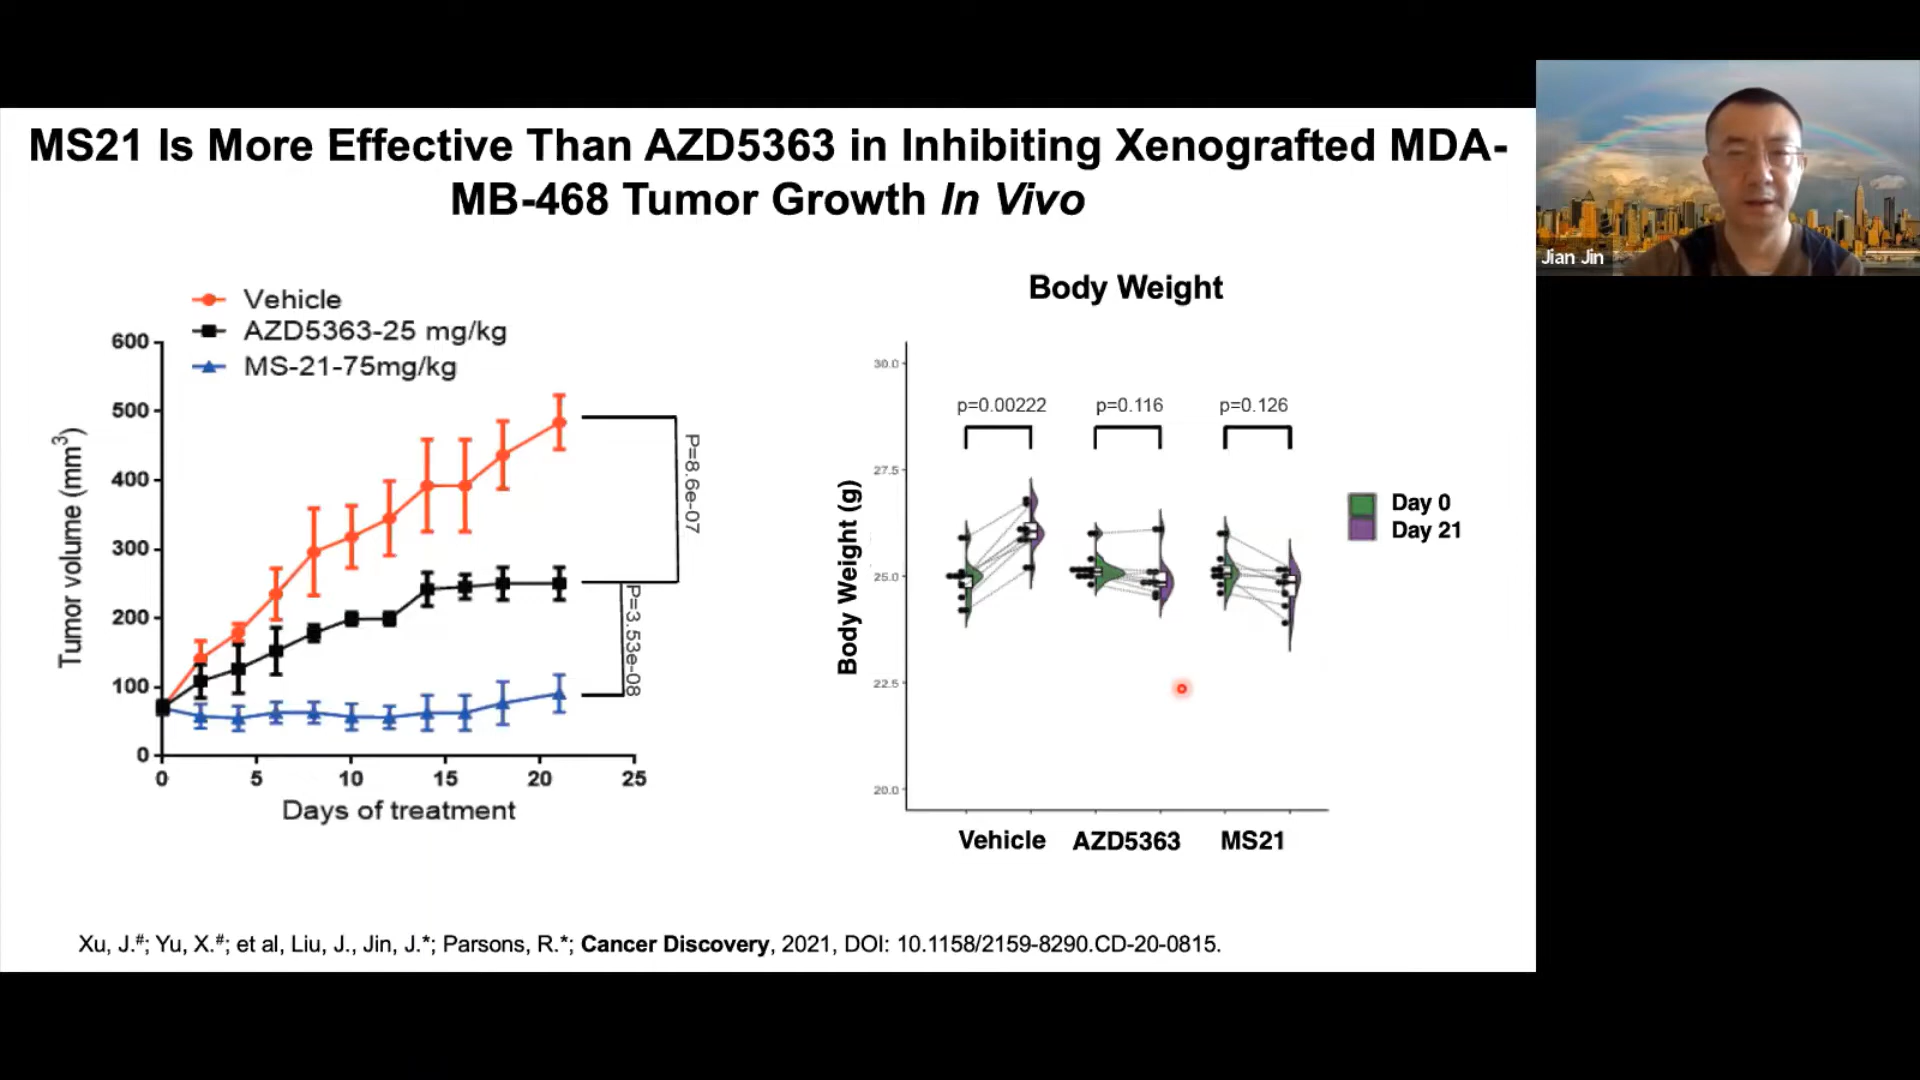 MS21 Is More Effective Than AZD5363 in Inhibiting Xenografted MDA-
MB-468 Tumor Growth In Vivo
Jian Jin
Vehicle
AZD5363-25 mg/kg
MS-21-75mg/kg
600
500
400
300
200
100
0
Tumor volume (mm³)
0 5 10 15 20 25
Days of treatment
P=8.6e-07
P=3.53e-08
Body Weight
30.0
27.5
25.0
22.5
20.0
Body Weight (g)
p=0.00222 p=0.116 p=0.126
Day 0
Day 21
Vehicle AZD5363 MS21
Xu, J.#; Yu, X.#; et al, Liu, J., Jin, J.*; Parsons, R.*; Cancer Discovery, 2021, DOI: 10.1158/2159-8290.CD-20-0815.